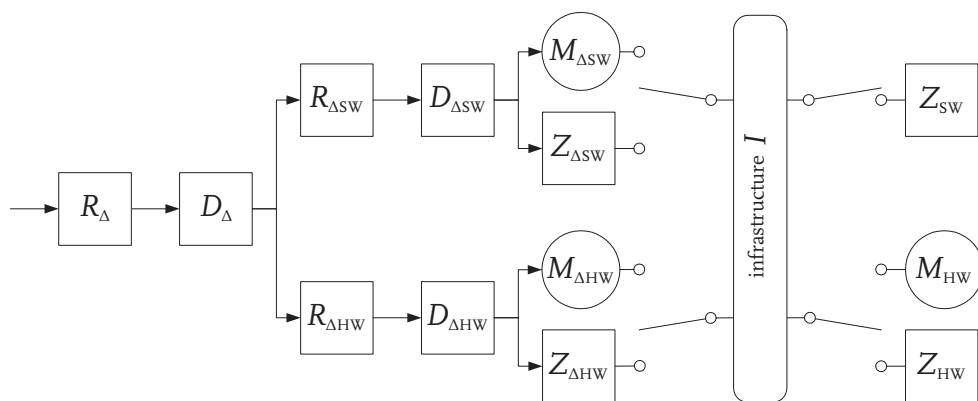 M_ΔSW
R_ΔSW
D_ΔSW
Z_SW
Z_ΔSW
infrastructure I
R_Δ
D_Δ
M_ΔHW
M_HW
R_ΔHW
D_ΔHW
Z_ΔHW
Z_HW